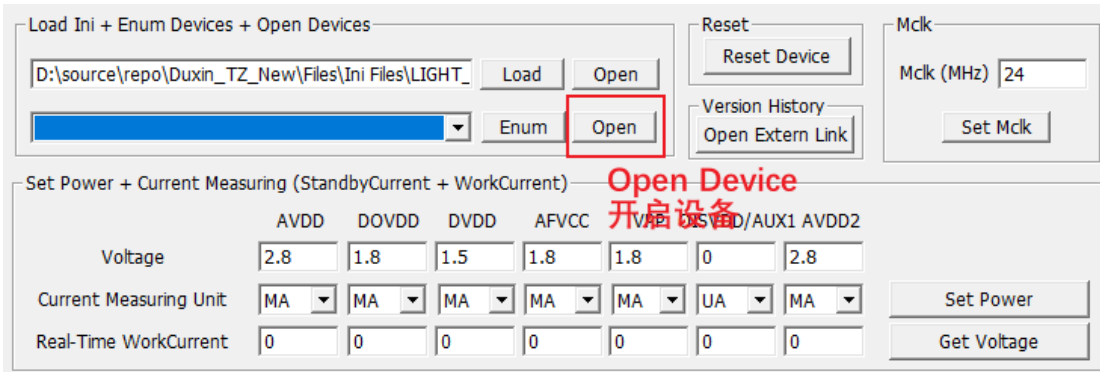 Load Ini + Enum Devices + Open Devices
D:\source\repo\Duxin_TZ_New\Files\Ini Files\LIGHT_ Load Open
Enum Open
Reset
Reset Device
Version History
Open Extern Link
Mclk
Mclk (MHz) 24
Set Mclk
Open Device
开启设备
Set Power + Current Measuring (StandbyCurrent + WorkCurrent)
AVDD DOVDD DVDD AFVCC VPP /AUX1 AVDD2
Voltage 2.8 1.8 1.5 1.8 1.8 0 2.8
Current Measuring Unit MA MA MA MA MA UA MA
Set Power
Real-Time WorkCurrent 0 0 0 0 0 0 0
Get Voltage